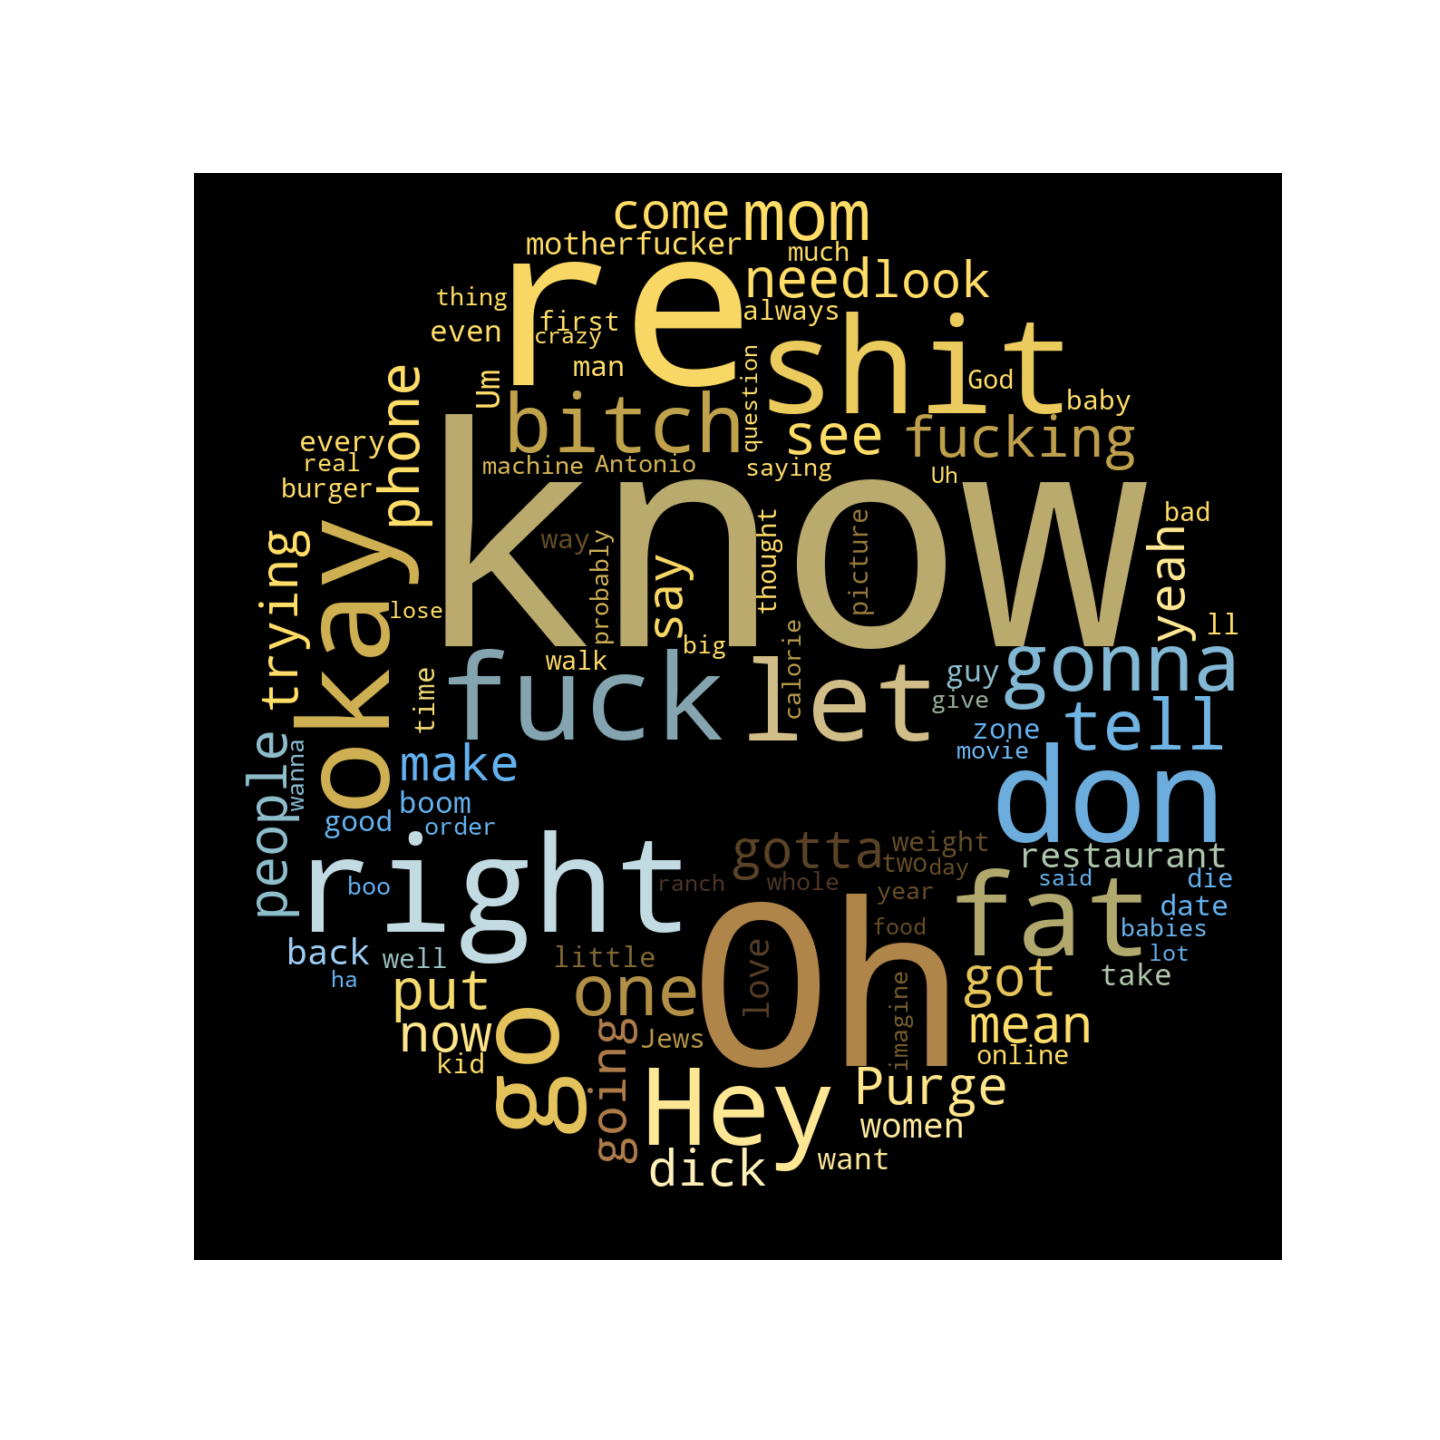 come
mom
motherfucker
much
re
need
look
thing
first
always
even
crazy
shit
man
question
God
Um
phone
bitch
baby
see
fucking
every
machine
Antonio
saying
Uh
real
burger
know
okay
trying
way
probably
say
thought
picture
bad
yeah
lose
big
ll
walk
calorie
time
fuck
let
guy
gonna
give
people
wanna
make
zone
tell
movie
don
boom
good
order
right
gotta
weight
two
day
restaurant
boo
ranch
whole
year
fat
said
die
date
Oh
food
babies
back
well
little
love
lot
ha
put
one
imagine
got
take
now
go
going
Jews
mean
kid
online
Hey
Purge
women
dick
want